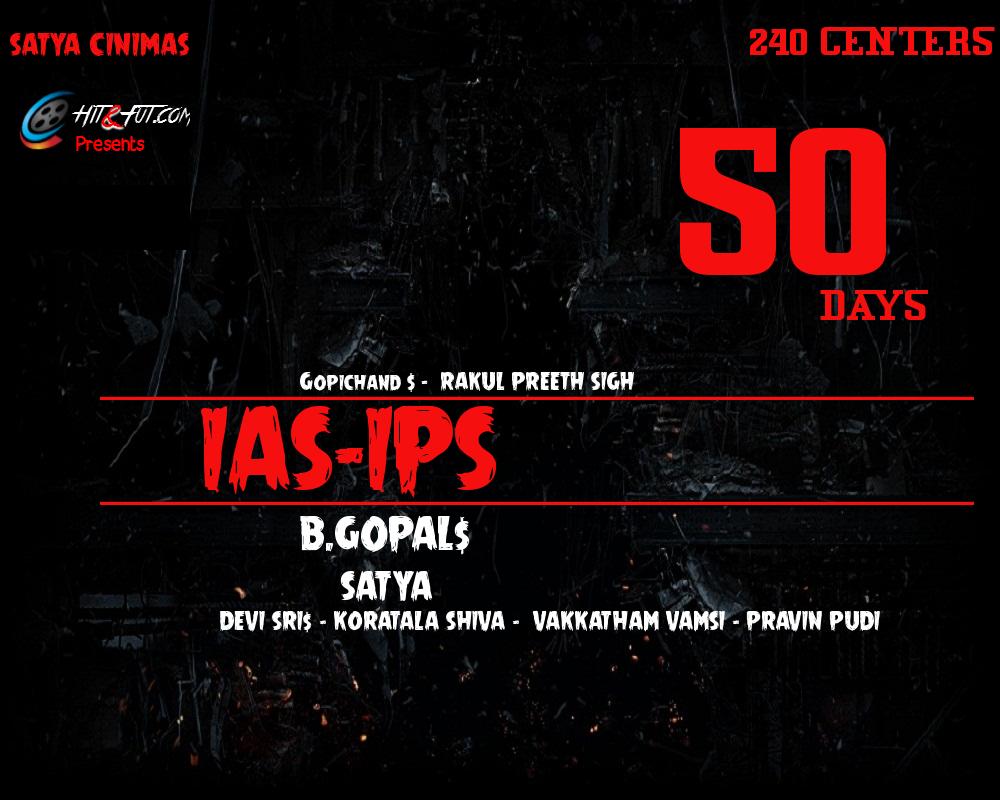 SATYA CINIMAS
240 CENTERS
HIT&FUT.COM
Presents
50
DAYS
GOPICHAND $ - RAKUL PREETH SIGH
IAS-IPS
B.GOPAL$
SATYA
DEVI SRI$ - KORATALA SHIVA - VAKKATHAM VAMSI - PRAVIN PUDI